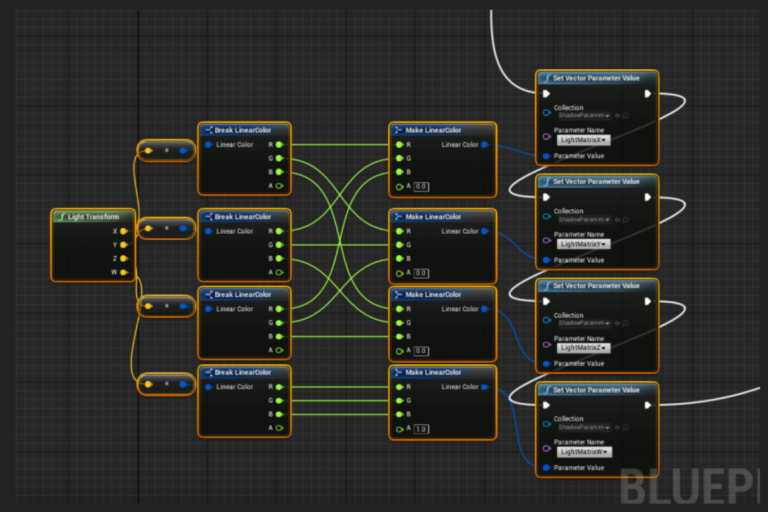 Set Vector Parameter Value
Collection
ShadowParamet
Parameter Name
LightMatrixX
Parameter Value
Break LinearColor
Linear Color R
G
B
A
Make LinearColor
R Linear Color
G
B
A 0.0
Set Vector Parameter Value
Collection
ShadowParamet
Parameter Name
LightMatrixY
Parameter Value
Light Transform
X
Y
Z
W
Break LinearColor
Linear Color R
G
B
A
Make LinearColor
R Linear Color
G
B
A 0.0
Set Vector Parameter Value
Collection
ShadowParamet
Parameter Name
LightMatrixZ
Parameter Value
Break LinearColor
Linear Color R
G
B
A
Make LinearColor
R Linear Color
G
B
A 0.0
Set Vector Parameter Value
Collection
ShadowParamet
Parameter Name
LightMatrixW
Parameter Value
Break LinearColor
Linear Color R
G
B
A
Make LinearColor
R Linear Color
G
B
A 1.0
BLUEP